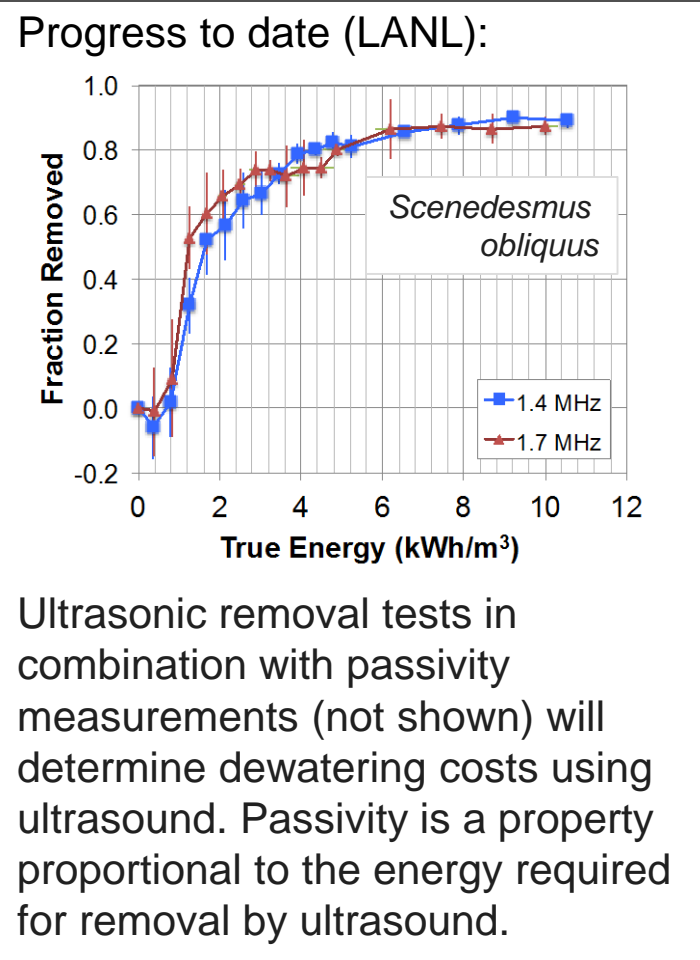 Progress to date (LANL):
1.0
0.8
0.6
0.4
0.2
0.0
-0.2
Fraction Removed
Scenedesmus
obliquus
1.4 MHz
1.7 MHz
0 2 4 6 8 10 12
True Energy (kWh/m³)
Ultrasonic removal tests in
combination with passivity
measurements (not shown) will
determine dewatering costs using
ultrasound. Passivity is a property
proportional to the energy required
for removal by ultrasound.